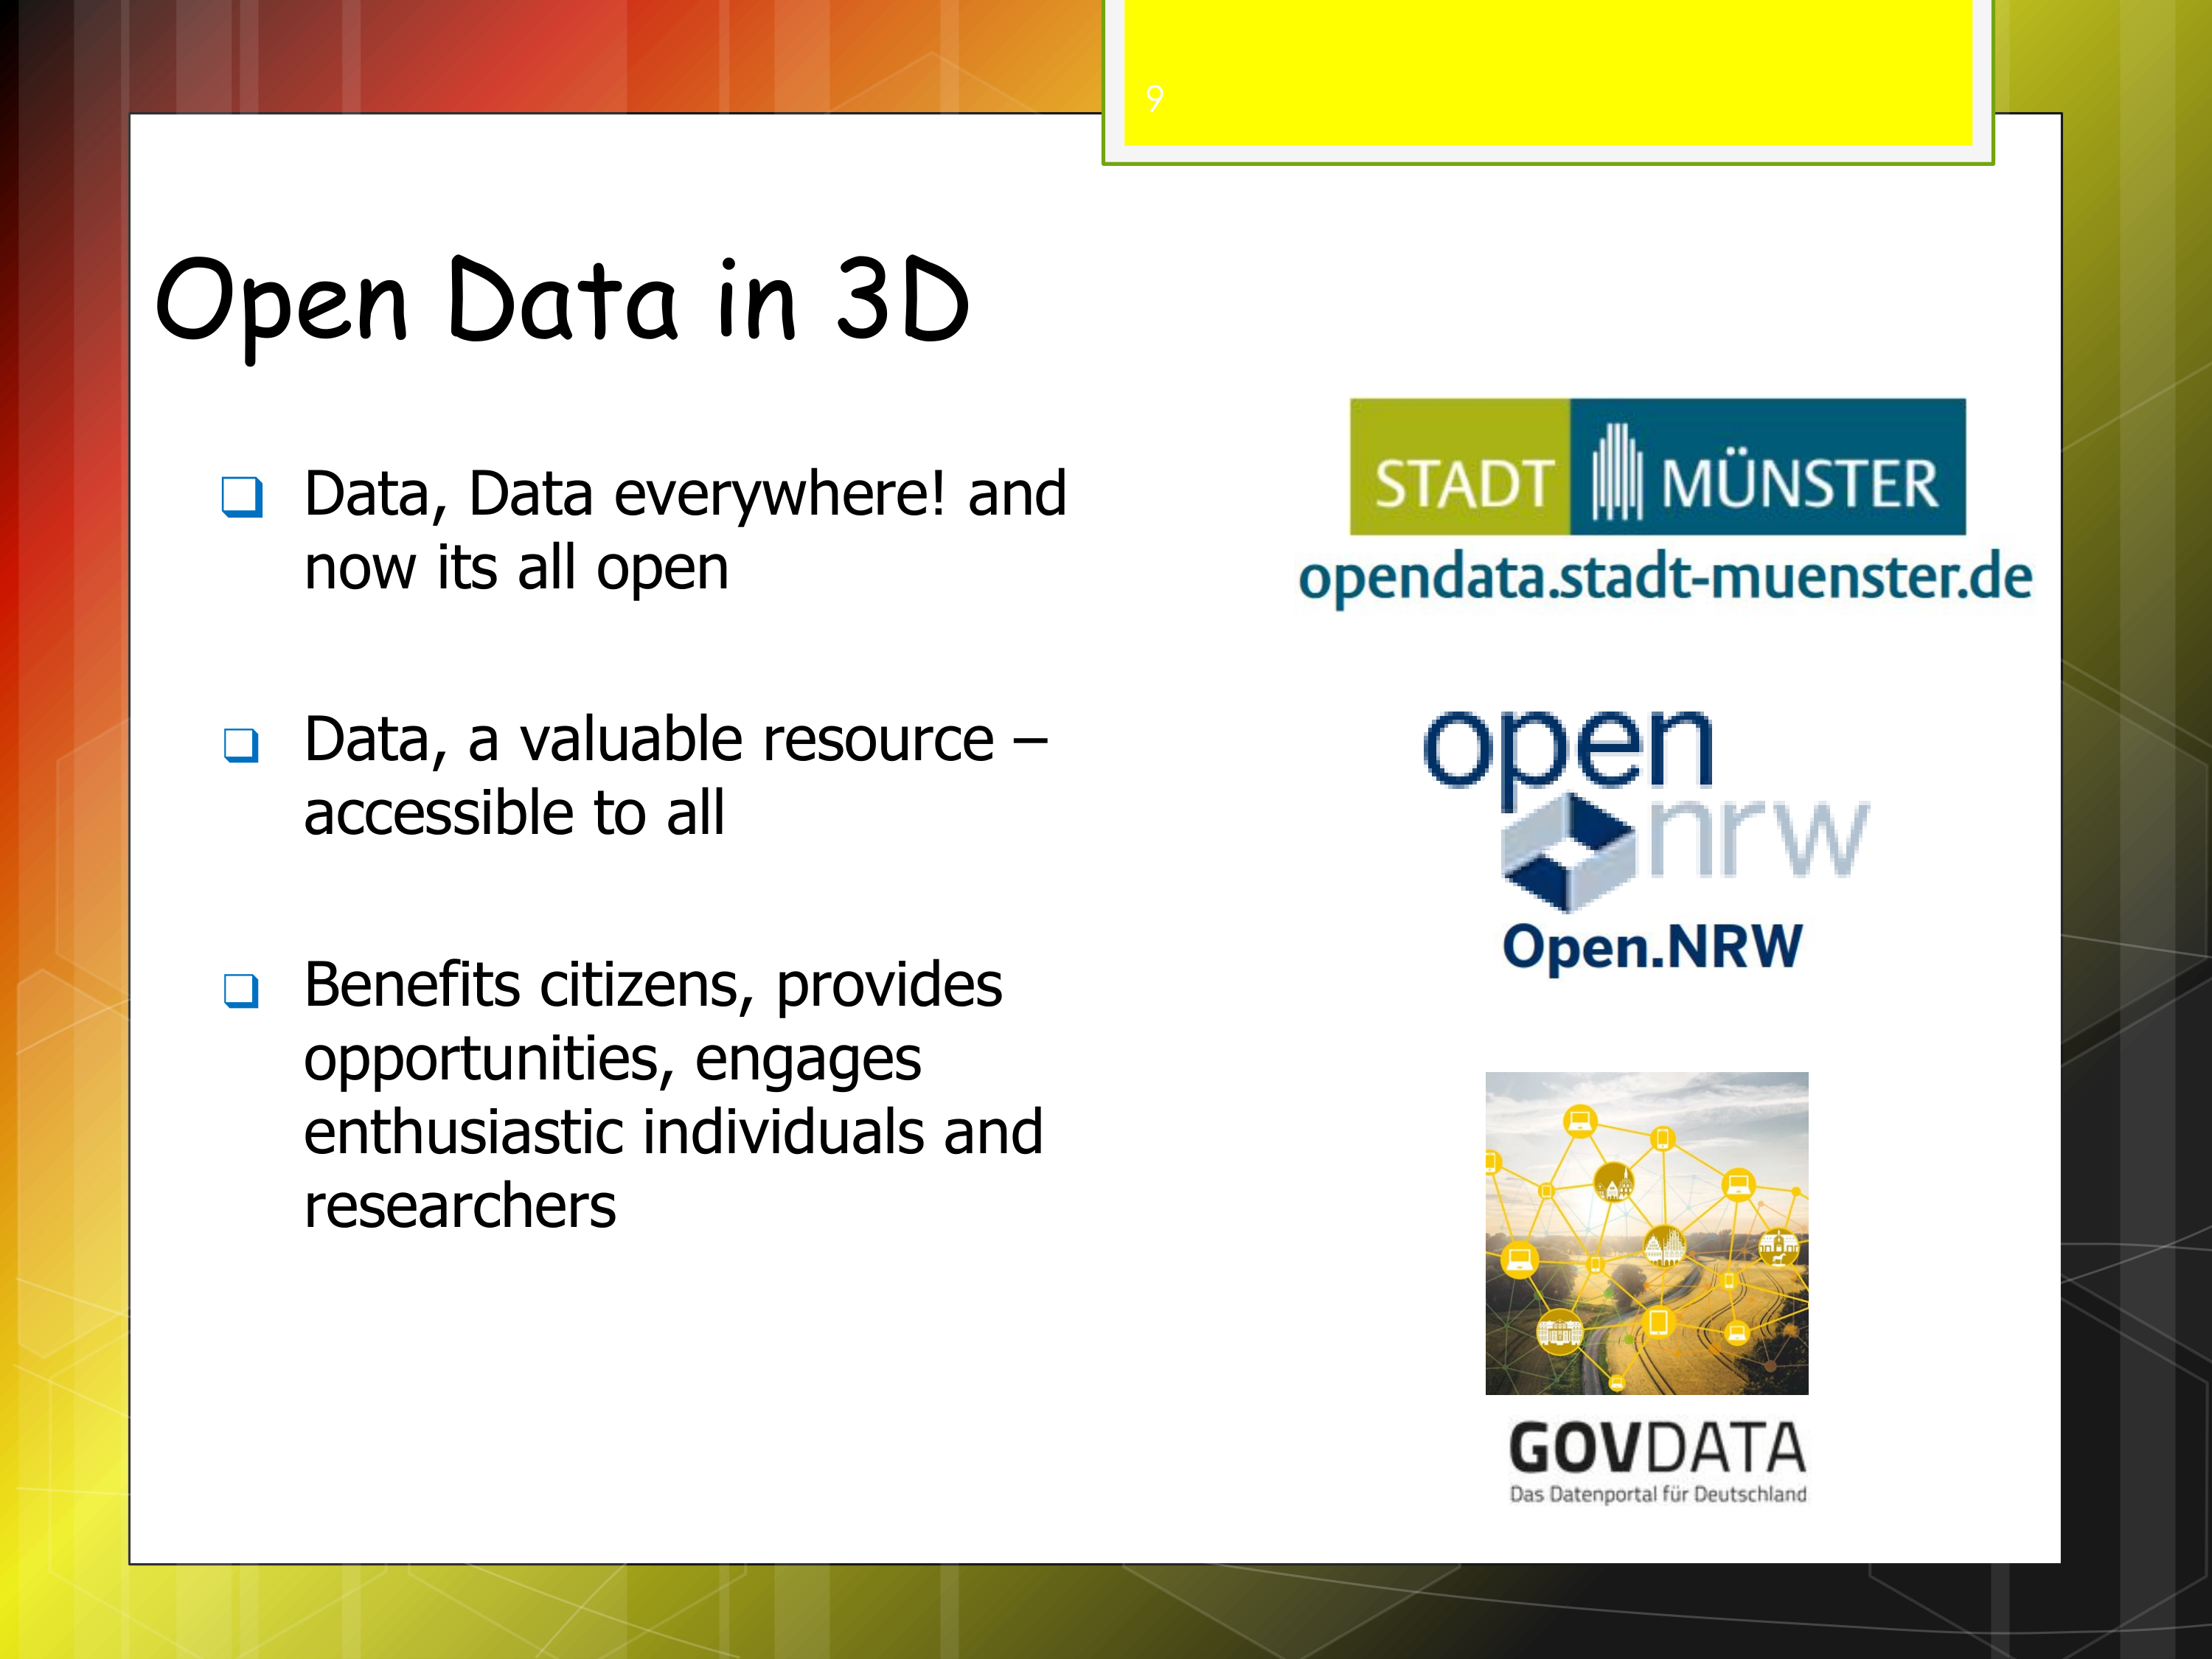 9
Open Data in 3D
Data, Data everywhere! and
now its all open
Data, a valuable resource –
accessible to all
Benefits citizens, provides
opportunities, engages
enthusiastic individuals and
researchers
STADT MÜNSTER
opendata.stadt-muenster.de
open
nrw
Open.NRW
GOVDATA
Das Datenportal für Deutschland